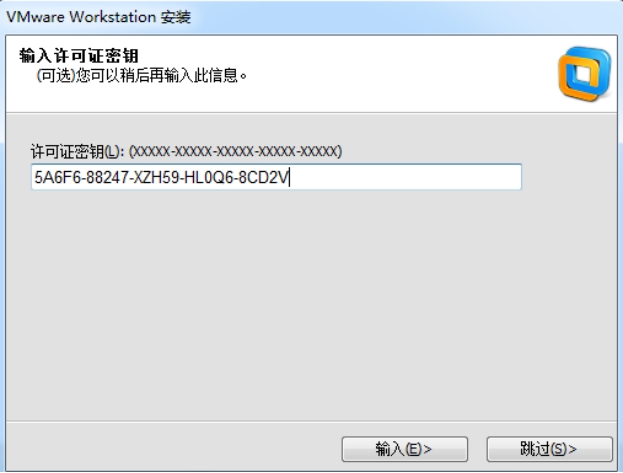 VMware Workstation 安装
输入许可证密钥
(可选)您可以稍后再输入此信息。
许可证密钥(L): (XXXXX-XXXXX-XXXXX-XXXXX-XXXXX)
5A6F6-88247-XZH59-HL0Q6-8CD2V
输入(E)>
跳过(S)>